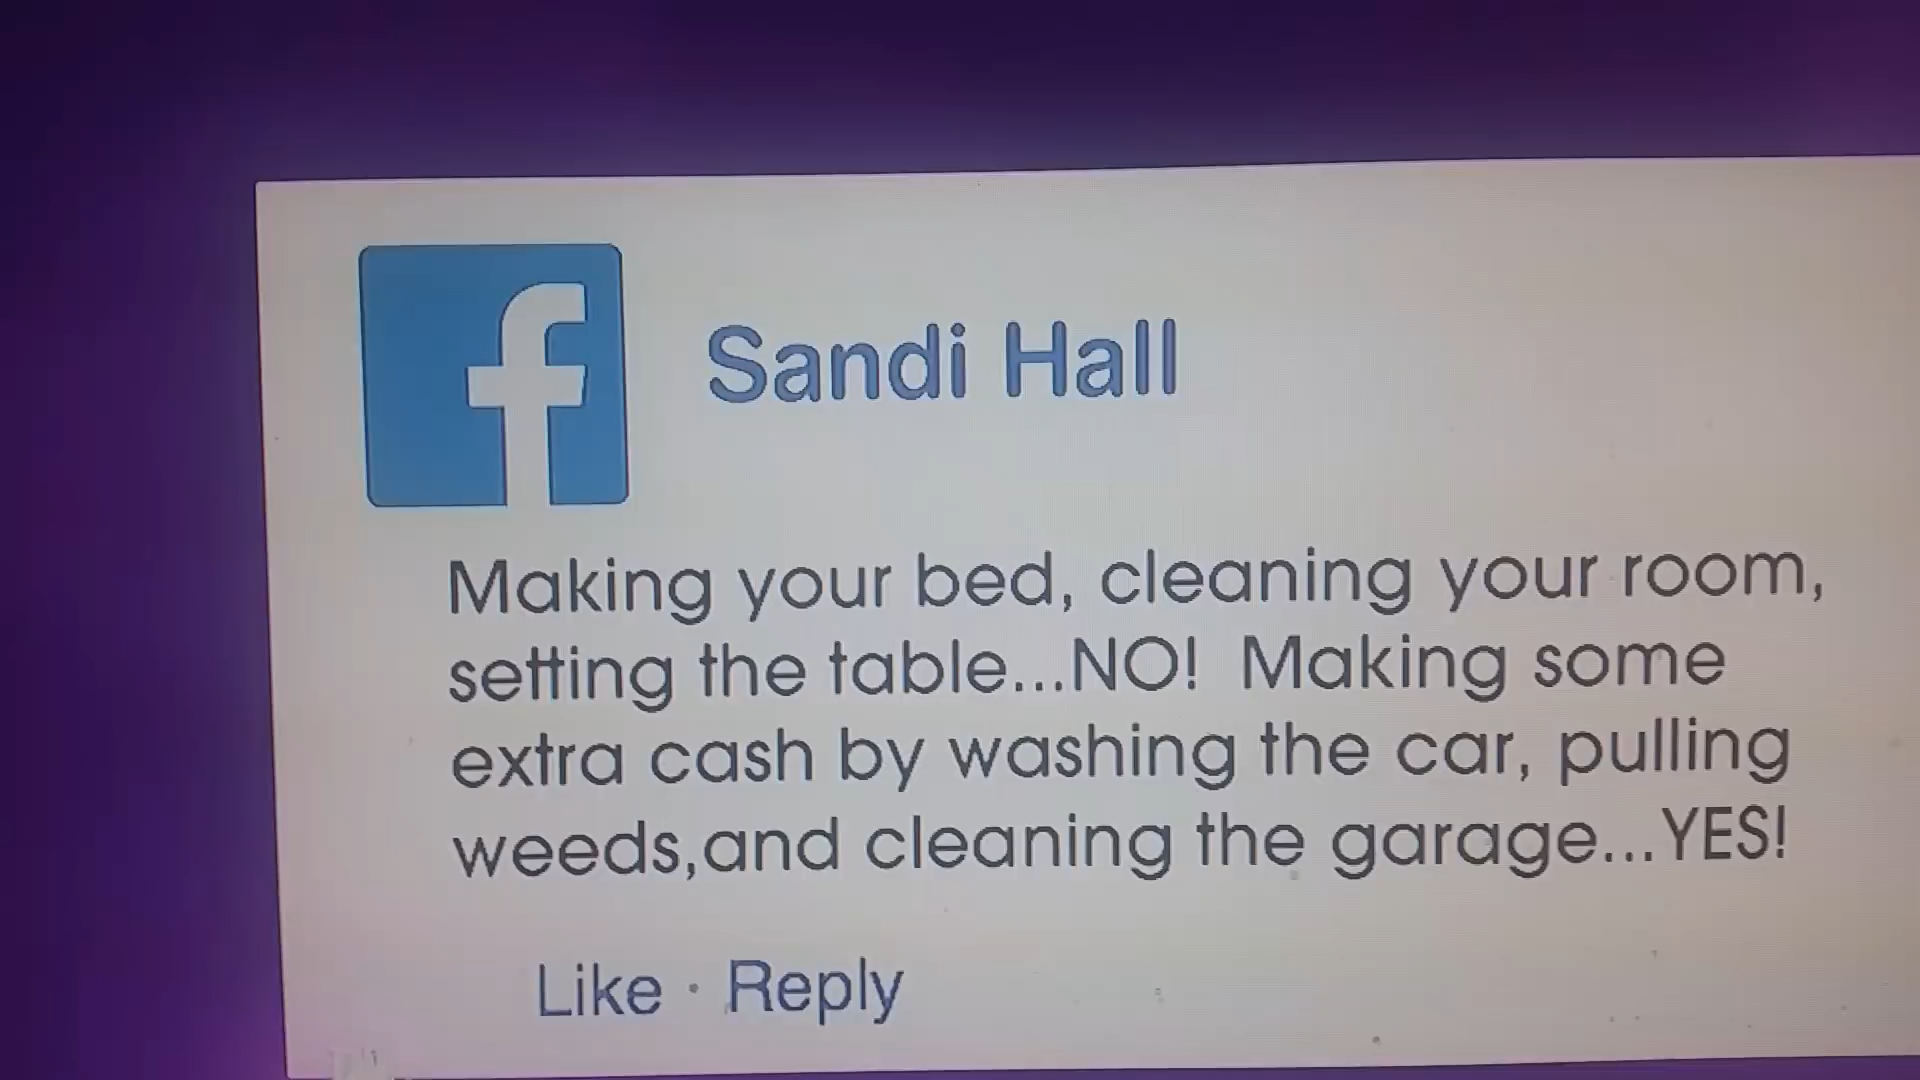 Sandi Hall
Making your bed, cleaning your room,
setting the table...NO!  Making some
extra cash by washing the car, pulling
weeds,and cleaning the garage...YES!
Like · Reply